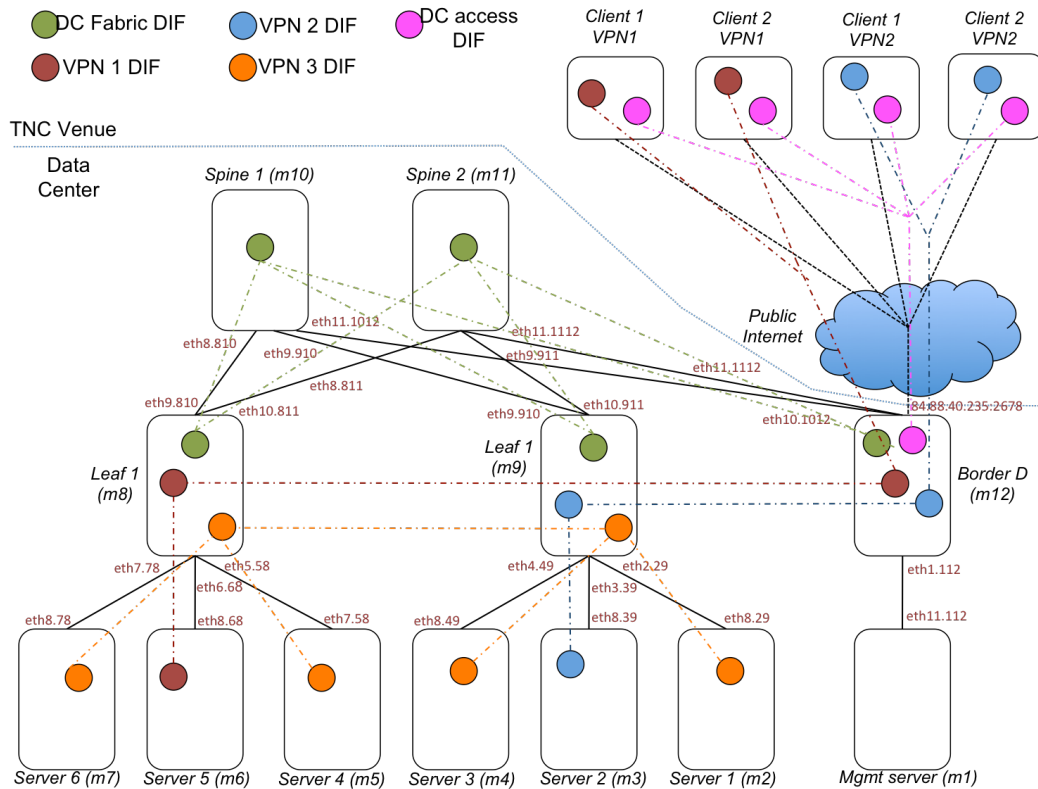 DC Fabric DIF
VPN 2 DIF
DC access
DIF
VPN 1 DIF
VPN 3 DIF
Client 1
VPN1
Client 2
VPN1
Client 1
VPN2
Client 2
VPN2
TNC Venue
Data
Center
Spine 1 (m10)
Spine 2 (m11)
Public
Internet
eth8.810
eth11.1012
eth9.910
eth11.1112
eth9.911
eth11.1112
eth8.811
eth9.810
eth10.811
eth9.910
eth10.911
eth10.1012
84.88.40.235:2678
Leaf 1
(m8)
Leaf 1
(m9)
Border D
(m12)
eth7.78
eth5.58
eth6.68
eth4.49
eth2.29
eth3.39
eth1.112
eth8.78
eth8.68
eth7.58
eth8.49
eth8.39
eth8.29
eth11.112
Server 6 (m7)
Server 5 (m6)
Server 4 (m5)
Server 3 (m4)
Server 2 (m3)
Server 1 (m2)
Mgmt server (m1)